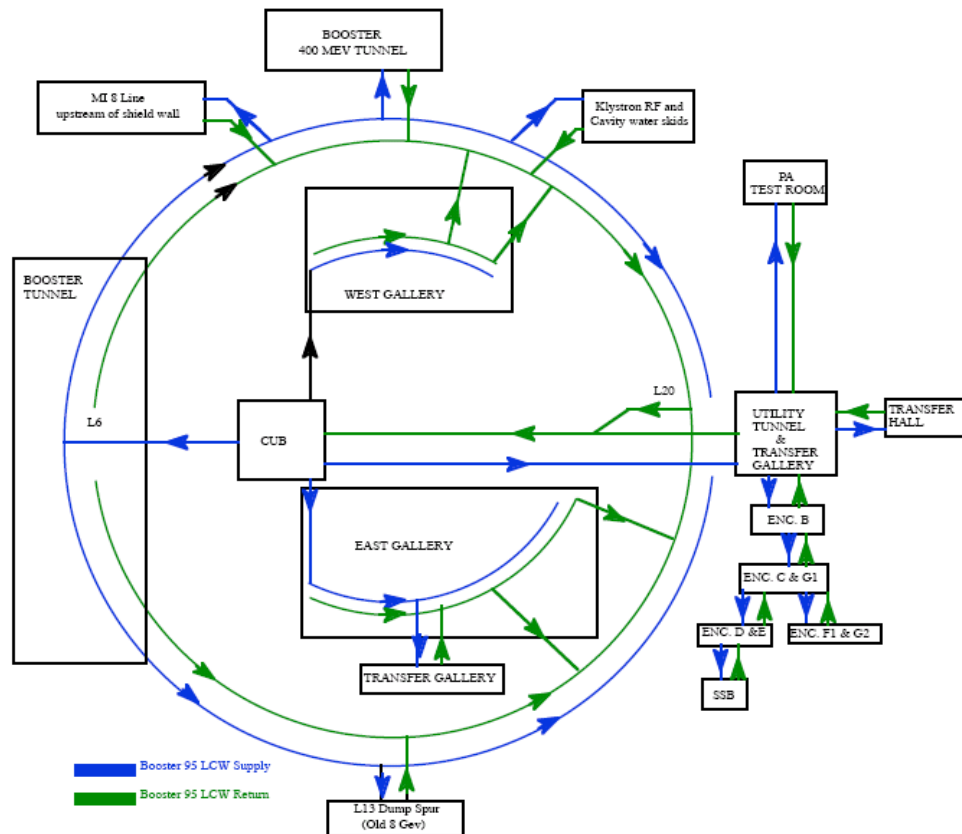 BOOSTER
400 MEV TUNNEL
MI 8 Line
upstream of shield wall
Klystron RF and
Cavity water skids
PA
TEST ROOM
BOOSTER
TUNNEL
WEST GALLERY
L6
CUB
L20
UTILITY
TUNNEL
&
TRANSFER
GALLERY
TRANSFER
HALL
ENC. B
EAST GALLERY
ENC. C & G1
ENC. D &E
ENC. F1 & G2
TRANSFER GALLERY
SSB
Booster 95 LCW Supply
Booster 95 LCW Return
L13 Dump Spur
(Old 8 Gev)